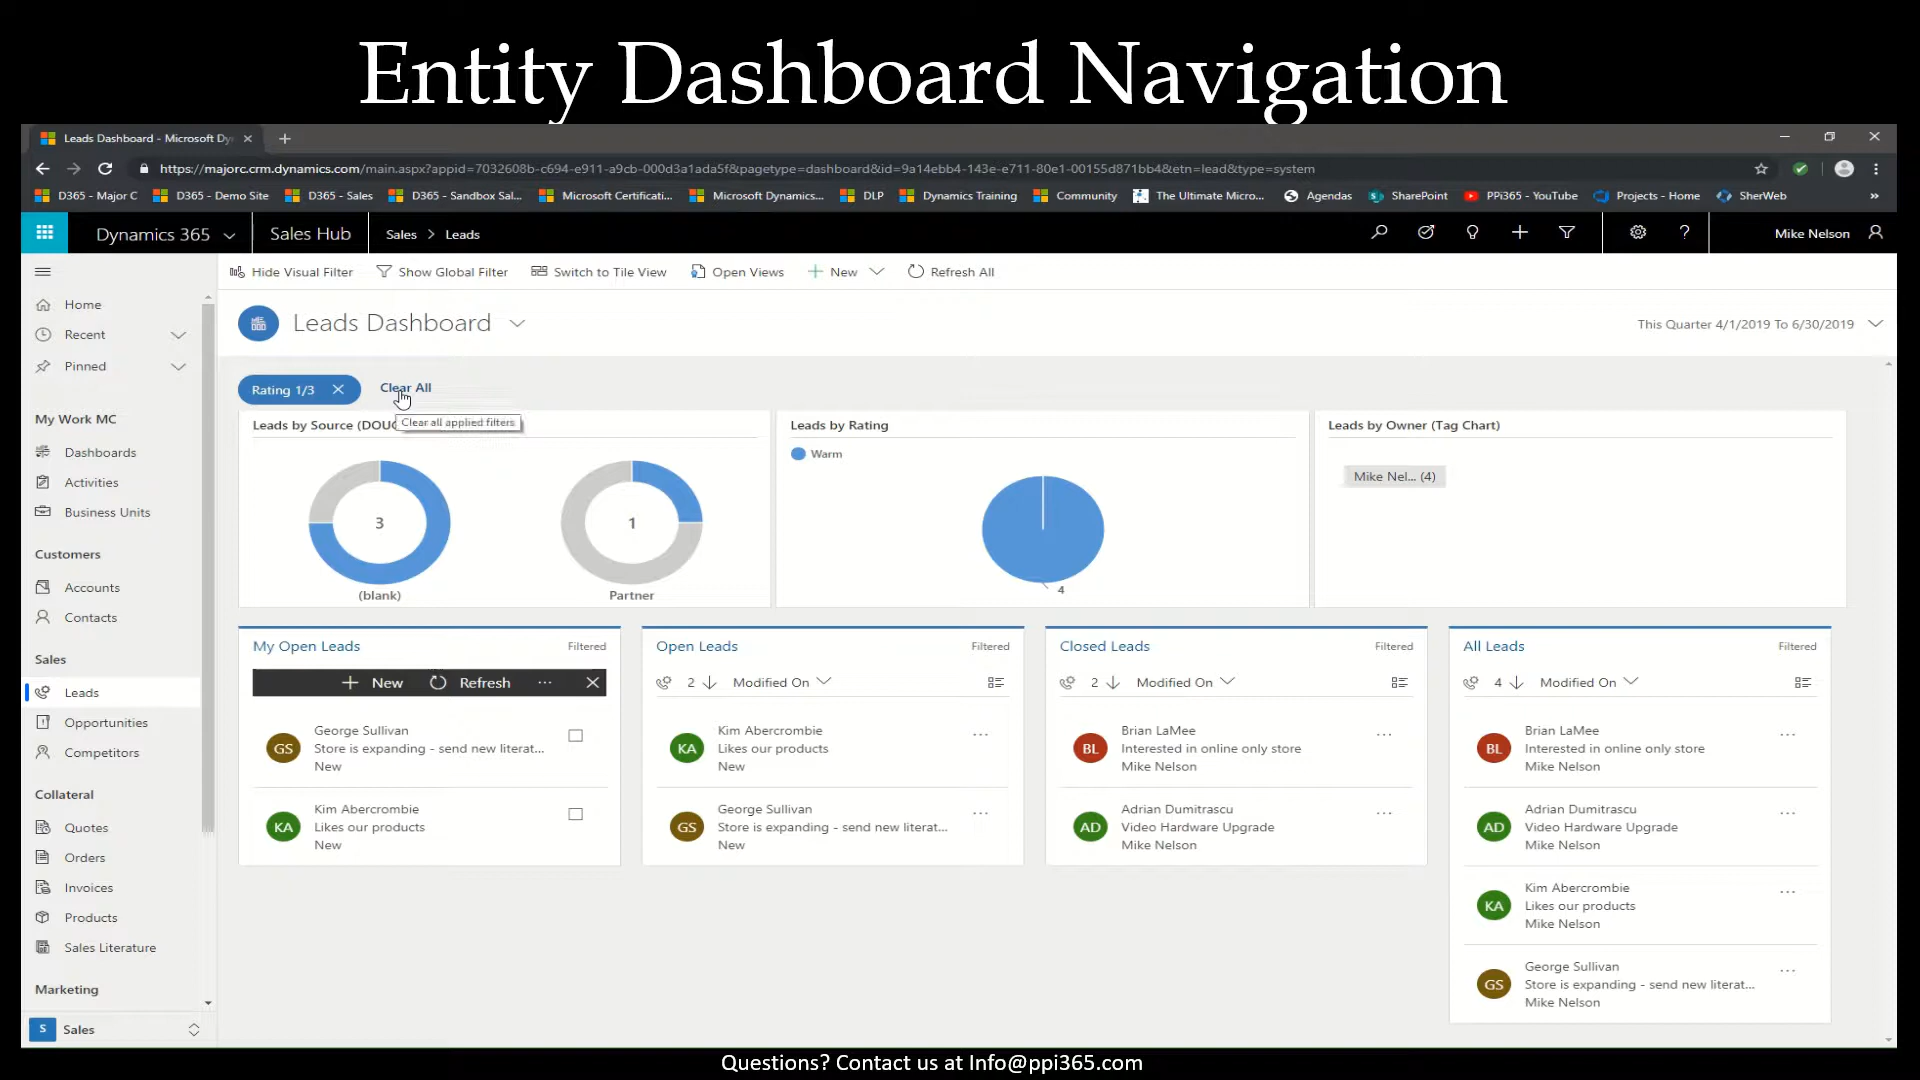 Entity Dashboard Navigation
Leads Dashboard - Microsoft Dy
https://majorc.crm.dynamics.com/main.aspx?appid=7032608b-c694-e911-a9cb-000d3a1ada5f&pagetype=dashboard&id=9a14ebb4-143e-e711-80e1-00155d871bb4&etn=lead&type=system
D365 - Major C D365 - Demo Site D365 - Sales D365 - Sandbox Sal... Microsoft Certificati... Microsoft Dynamics... DLP Dynamics Training Community The Ultimate Micro... Agendas SharePoint PPi365 - YouTube Projects - Home SherWeb »
Dynamics 365 Sales Hub Sales > Leads ? Mike Nelson
Hide Visual Filter Show Global Filter Switch to Tile View Open Views New Refresh All
Home
Recent
Pinned
My Work MC
Dashboards
Activities
Business Units
Customers
Accounts
Contacts
Sales
Leads
Opportunities
Competitors
Collateral
Quotes
Orders
Invoices
Products
Sales Literature
Marketing
S Sales
Leads Dashboard
This Quarter 4/1/2019 To 6/30/2019
Rating 1/3 Clear All
Clear all applied filters
Leads by Source (DOUG
3
(blank)
1
Partner
Leads by Rating
Warm
4
Leads by Owner (Tag Chart)
Mike Nel... (4)
My Open Leads Filtered
New Refresh ...
GS
George Sullivan
Store is expanding - send new literat...
New
KA
Kim Abercrombie
Likes our products
New
Open Leads Filtered
2 Modified On
KA
Kim Abercrombie
Likes our products
New
GS
George Sullivan
Store is expanding - send new literat...
New
Closed Leads Filtered
2 Modified On
BL
Brian LaMee
Interested in online only store
Mike Nelson
AD
Adrian Dumitrascu
Video Hardware Upgrade
Mike Nelson
All Leads Filtered
4 Modified On
BL
Brian LaMee
Interested in online only store
Mike Nelson
AD
Adrian Dumitrascu
Video Hardware Upgrade
Mike Nelson
KA
Kim Abercrombie
Likes our products
Mike Nelson
GS
George Sullivan
Store is expanding - send new literat...
Mike Nelson
Questions? Contact us at Info@ppi365.com